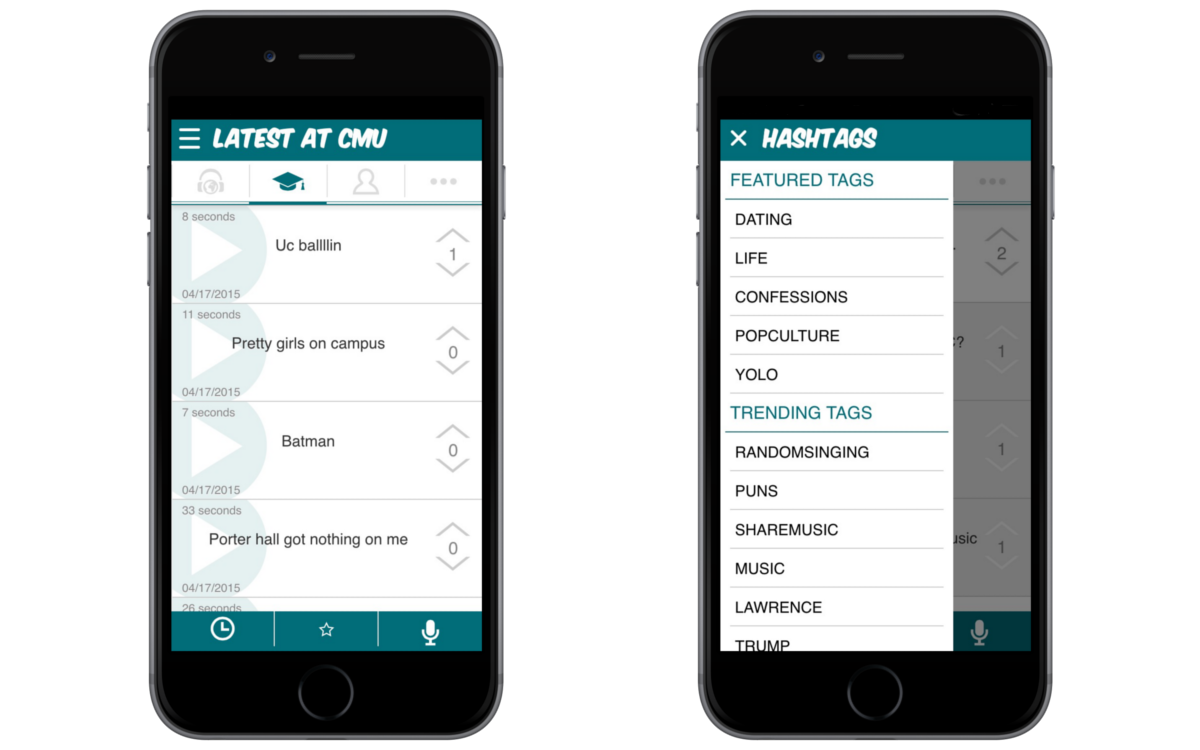 LATEST AT CMU
8 seconds
Uc ballllin
1
04/17/2015
11 seconds
Pretty girls on campus
0
04/17/2015
7 seconds
Batman
0
04/17/2015
33 seconds
Porter hall got nothing on me
0
04/17/2015
26 seconds
HASHTAGS
FEATURED TAGS
DATING
LIFE
CONFESSIONS
POPCULTURE
YOLO
TRENDING TAGS
RANDOMSINGING
PUNS
SHAREMUSIC
MUSIC
LAWRENCE
TRUMP
2
?
1
1
usic
1